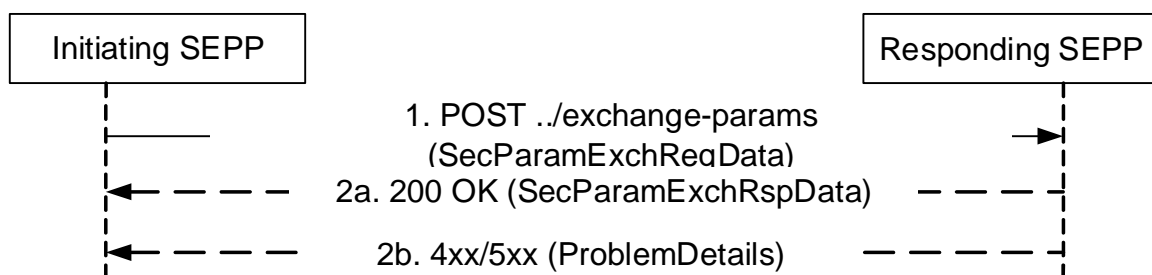 Initiating SEPP
Responding SEPP
1. POST ../exchange-params
(SecParamExchReqData)
2a. 200 OK (SecParamExchRspData)
2b. 4xx/5xx (ProblemDetails)